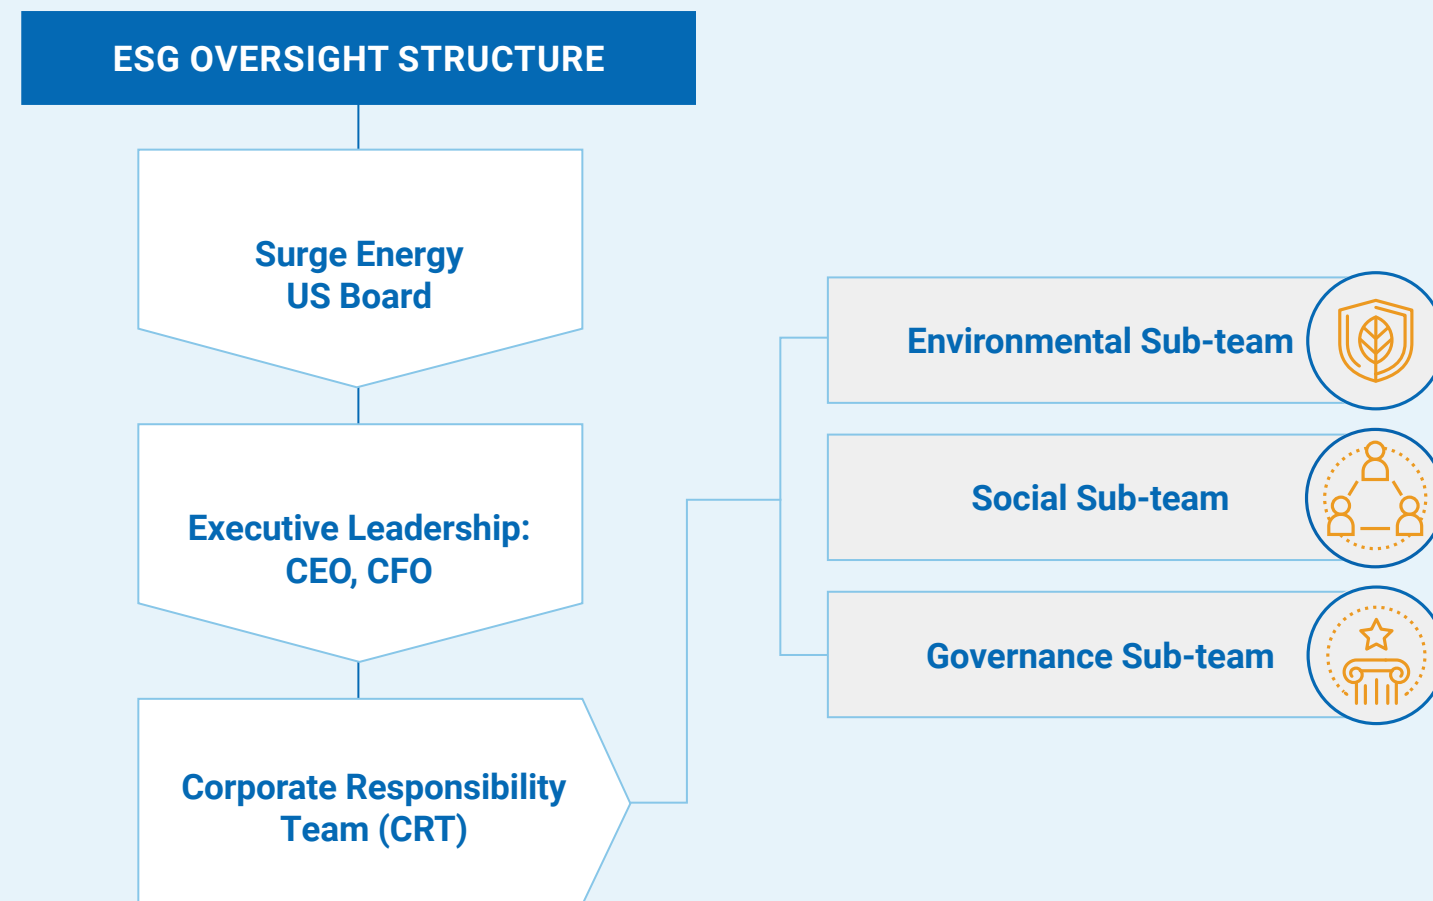 ESG OVERSIGHT STRUCTURE
Surge Energy
US Board
Executive Leadership:
CEO, CFO
Corporate Responsibility
Team (CRT)
Environmental Sub-team
Social Sub-team
Governance Sub-team